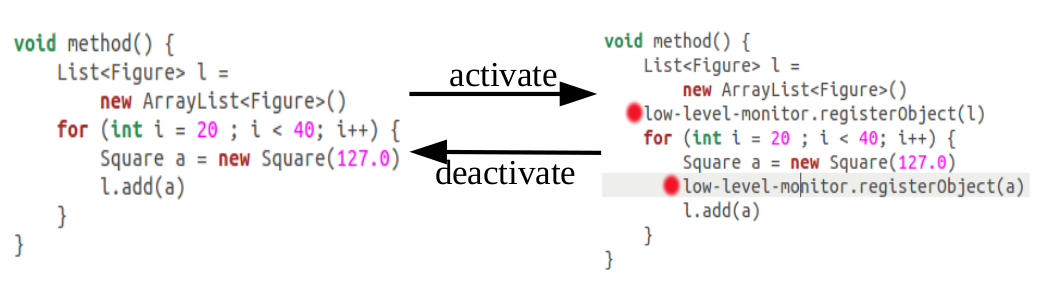 void method() {
List<Figure> l =
new ArrayList<Figure>()
for (int i = 20 ; i < 40; i++) {
Square a = new Square(127.0)
l.add(a)
}
}
activate
deactivate
void method() {
List<Figure> l =
new ArrayList<Figure>()
low-level-monitor.registerObject(l)
for (int i = 20 ; i < 40; i++) {
Square a = new Square(127.0)
low-level-monitor.registerObject(a)
l.add(a)
}
}